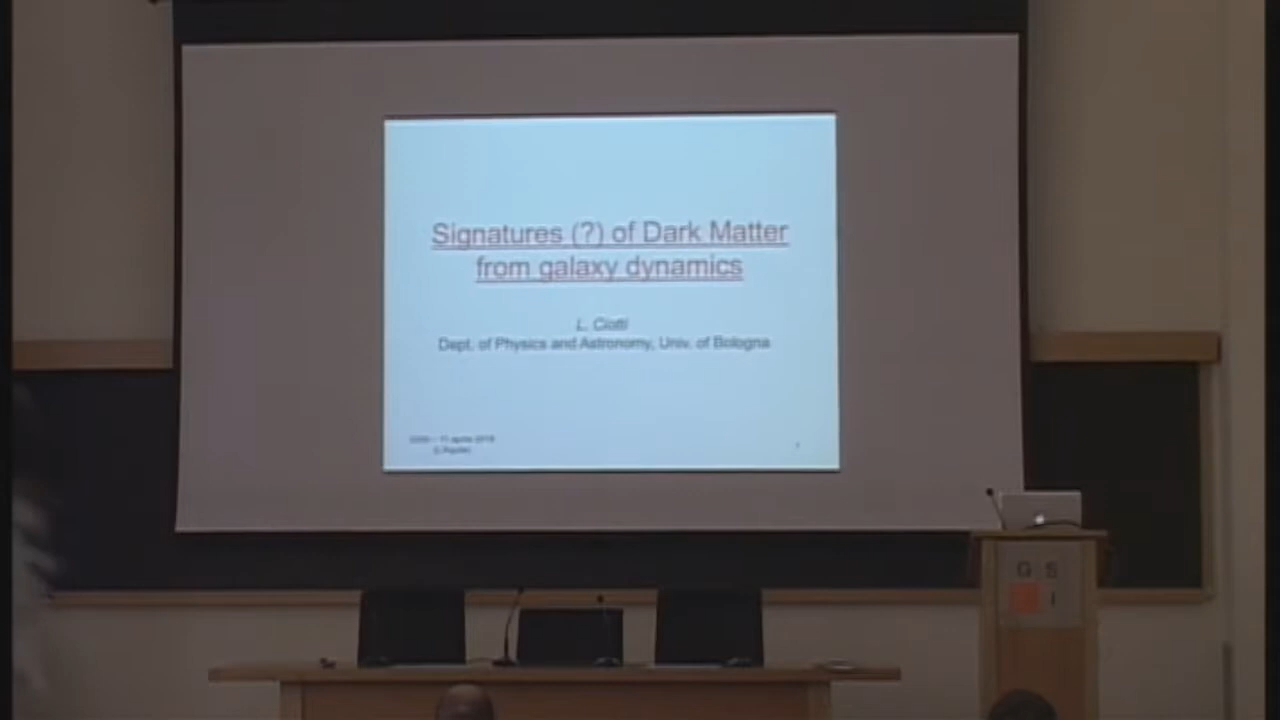 Signatures (?) of Dark Matter
from galaxy dynamics
L. Ciotti
Dept. of Physics and Astronomy, Univ. of Bologna
G S
I